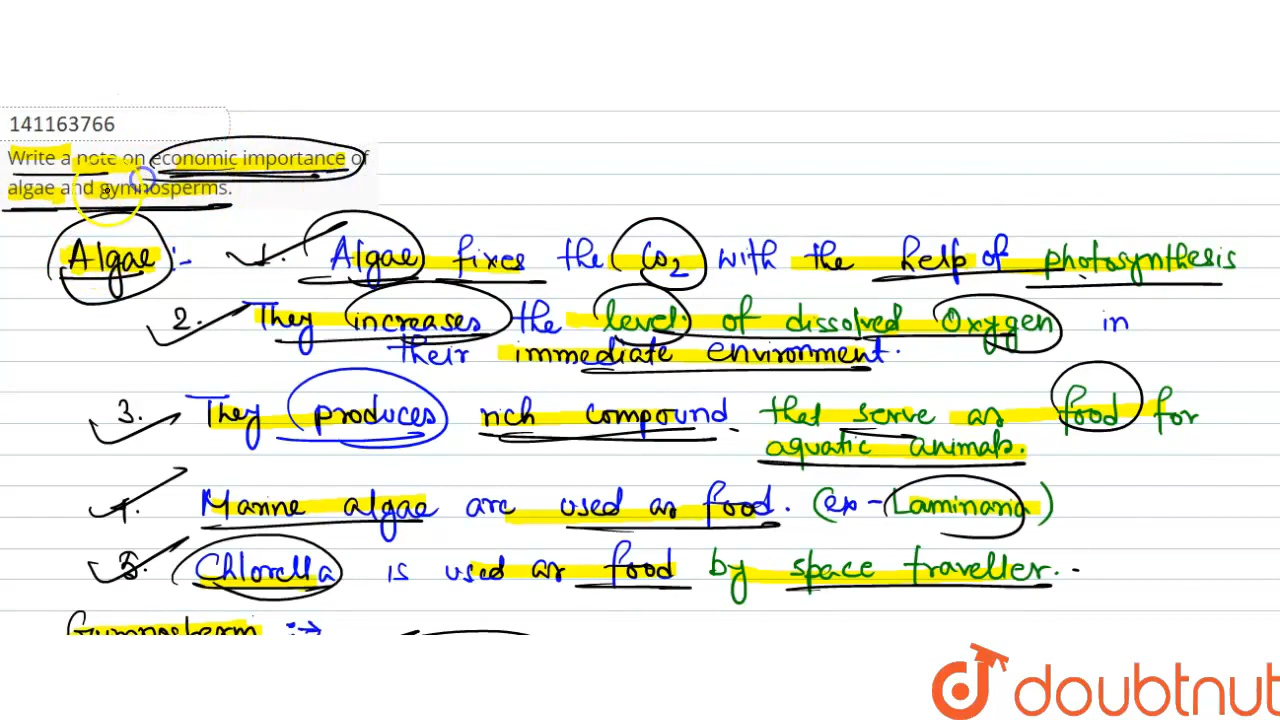 141163766
Write a note on economic importance of
algae and gymnosperms.
Algae :- 1. Algae fixes the CO2 with the help of photosynthesis
2. They increases the level of dissolved Oxygen in
their immediate environment.
3. They produces rich compound that serve as food for
aquatic animals.
4. Marine algae are used as food. (ex - Laminaria)
5. Chlorella is used as food by space traveller.
Gymnosperm :→
doubtnut